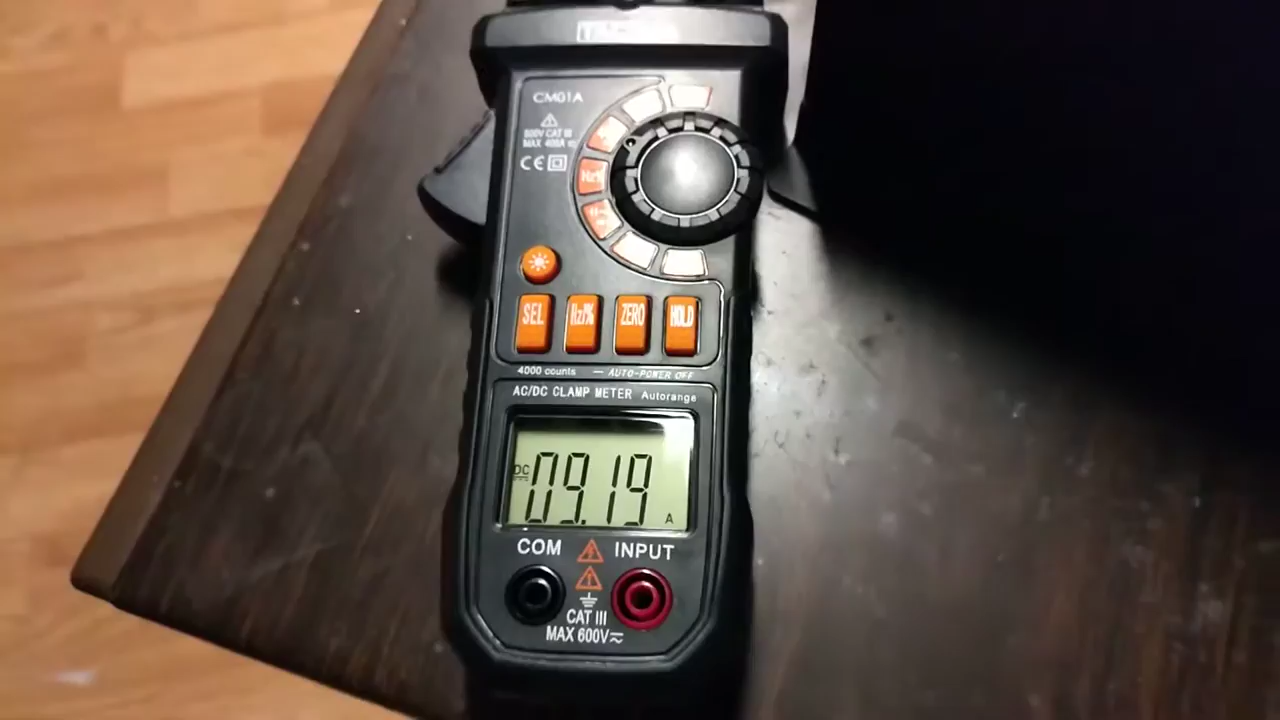 CM01A
600V CAT III
MAX 400A
CE
Hz%
SEL Hz/% ZERO HOLD
4000 counts — AUTO-POWER OFF
AC/DC CLAMP METER Autorange
DC 09.19 A
COM INPUT
CAT III
MAX 600V